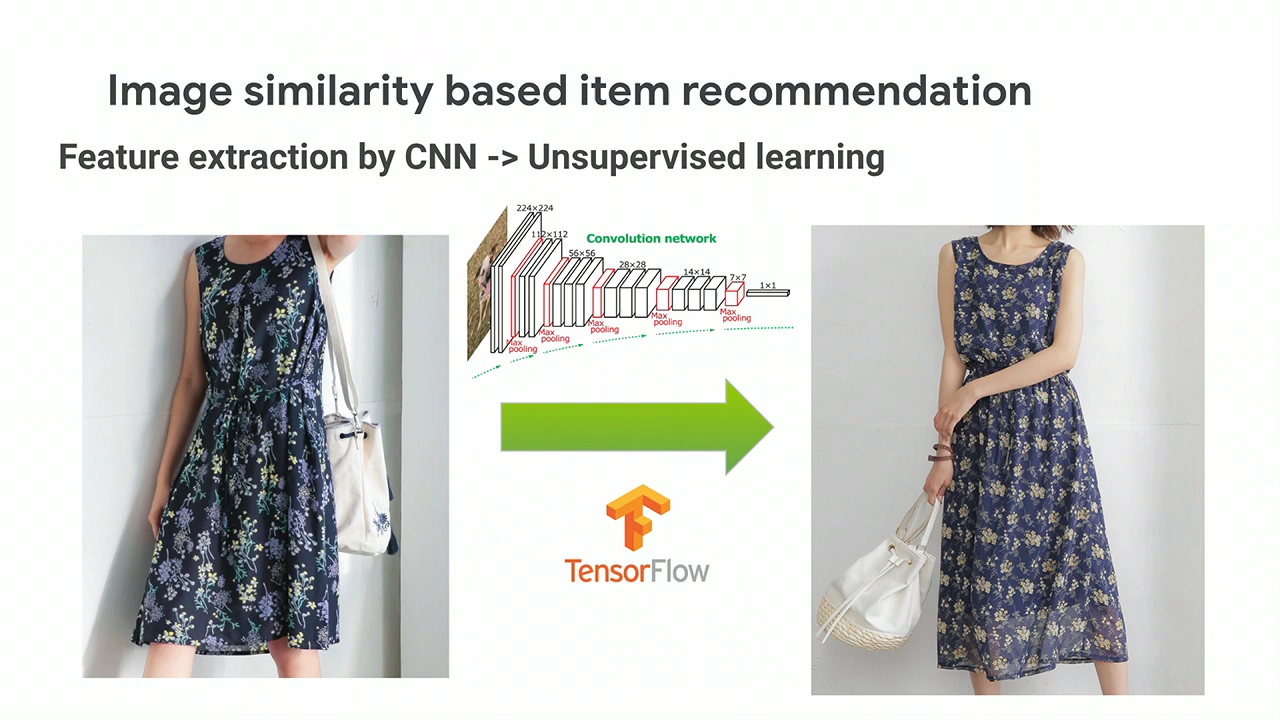 Image similarity based item recommendation
Feature extraction by CNN -> Unsupervised learning
224×224
112×112
Convolution network
56×56
28×28
14×14
7×7
1×1
Max
pooling
Max
pooling
Max
pooling
Max
pooling
Max
pooling
TensorFlow